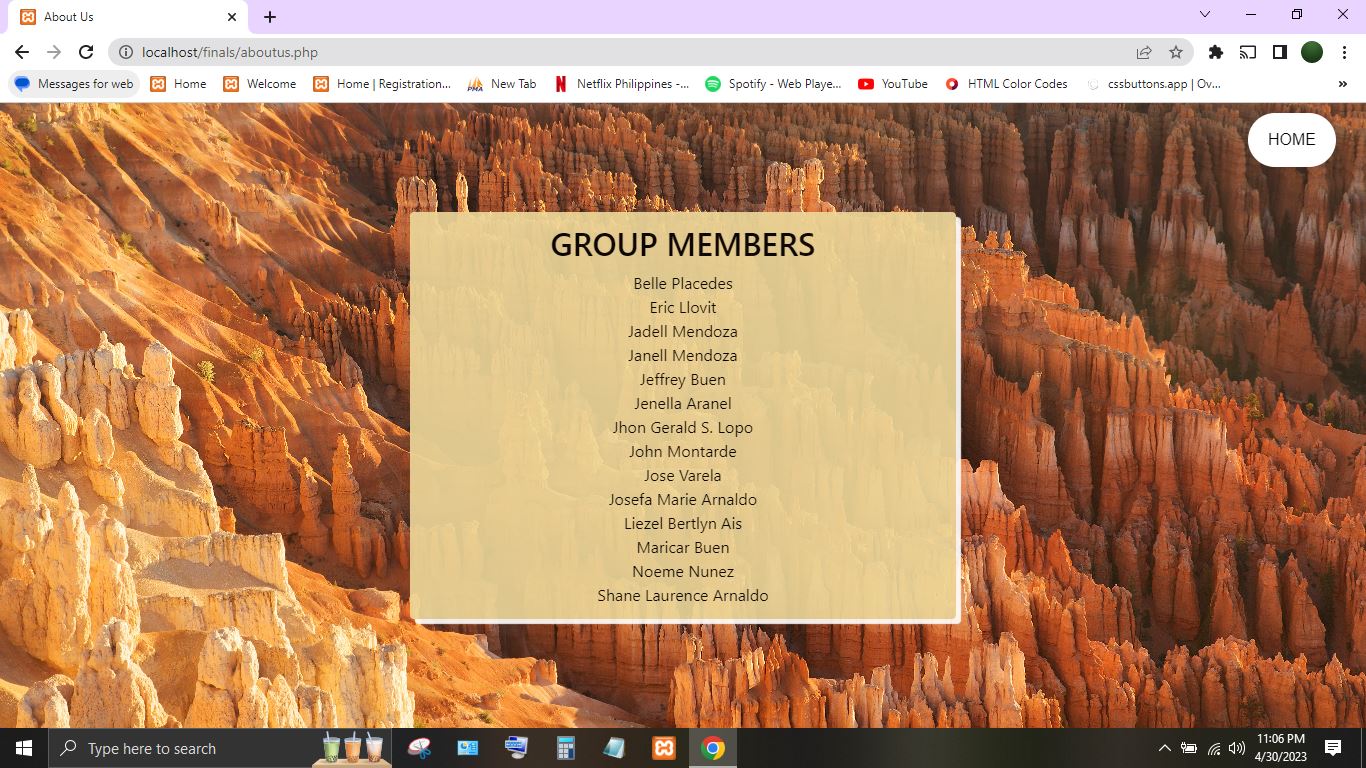 About Us
localhost/finals/aboutus.php
Messages for web
Home
Welcome
Home | Registration...
PMA
New Tab
Netflix Philippines -...
Spotify - Web Playe...
YouTube
HTML Color Codes
cssbuttons.app | Ov...
»
HOME
GROUP MEMBERS
Belle Placedes
Eric Llovit
Jadell Mendoza
Janell Mendoza
Jeffrey Buen
Jenella Aranel
Jhon Gerald S. Lopo
John Montarde
Jose Varela
Josefa Marie Arnaldo
Liezel Bertlyn Ais
Maricar Buen
Noeme Nunez
Shane Laurence Arnaldo
Type here to search
11:06 PM
4/30/2023